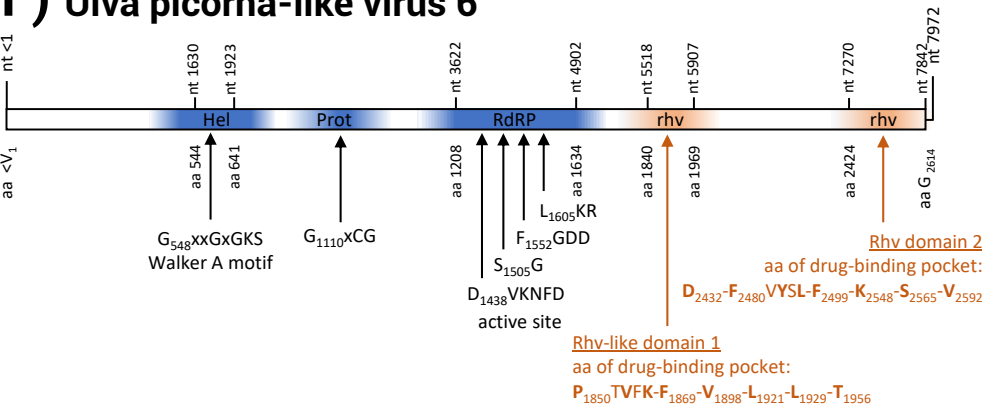 F) Ulva picorna-like virus 6
nt <1
nt 1630
nt 1923
nt 3622
nt 4902
nt 5518
nt 5907
nt 7270
nt 7842
nt 7972
Hel
Prot
RdRP
rhv
rhv
aa <V1
aa 544
aa 641
aa 1208
aa 1634
aa 1840
aa 1969
aa 2424
aa G 2614
G548xxGxGKS
Walker A motif
G1110xCG
L1605KR
F1552GDD
S1505G
D1438VKNFD
active site
Rhv domain 2
aa of drug-binding pocket:
D2432-F2480VYSL-F2499-K2548-S2565-V2592
Rhv-like domain 1
aa of drug-binding pocket:
P1850TVFK-F1869-V1898-L1921-L1929-T1956